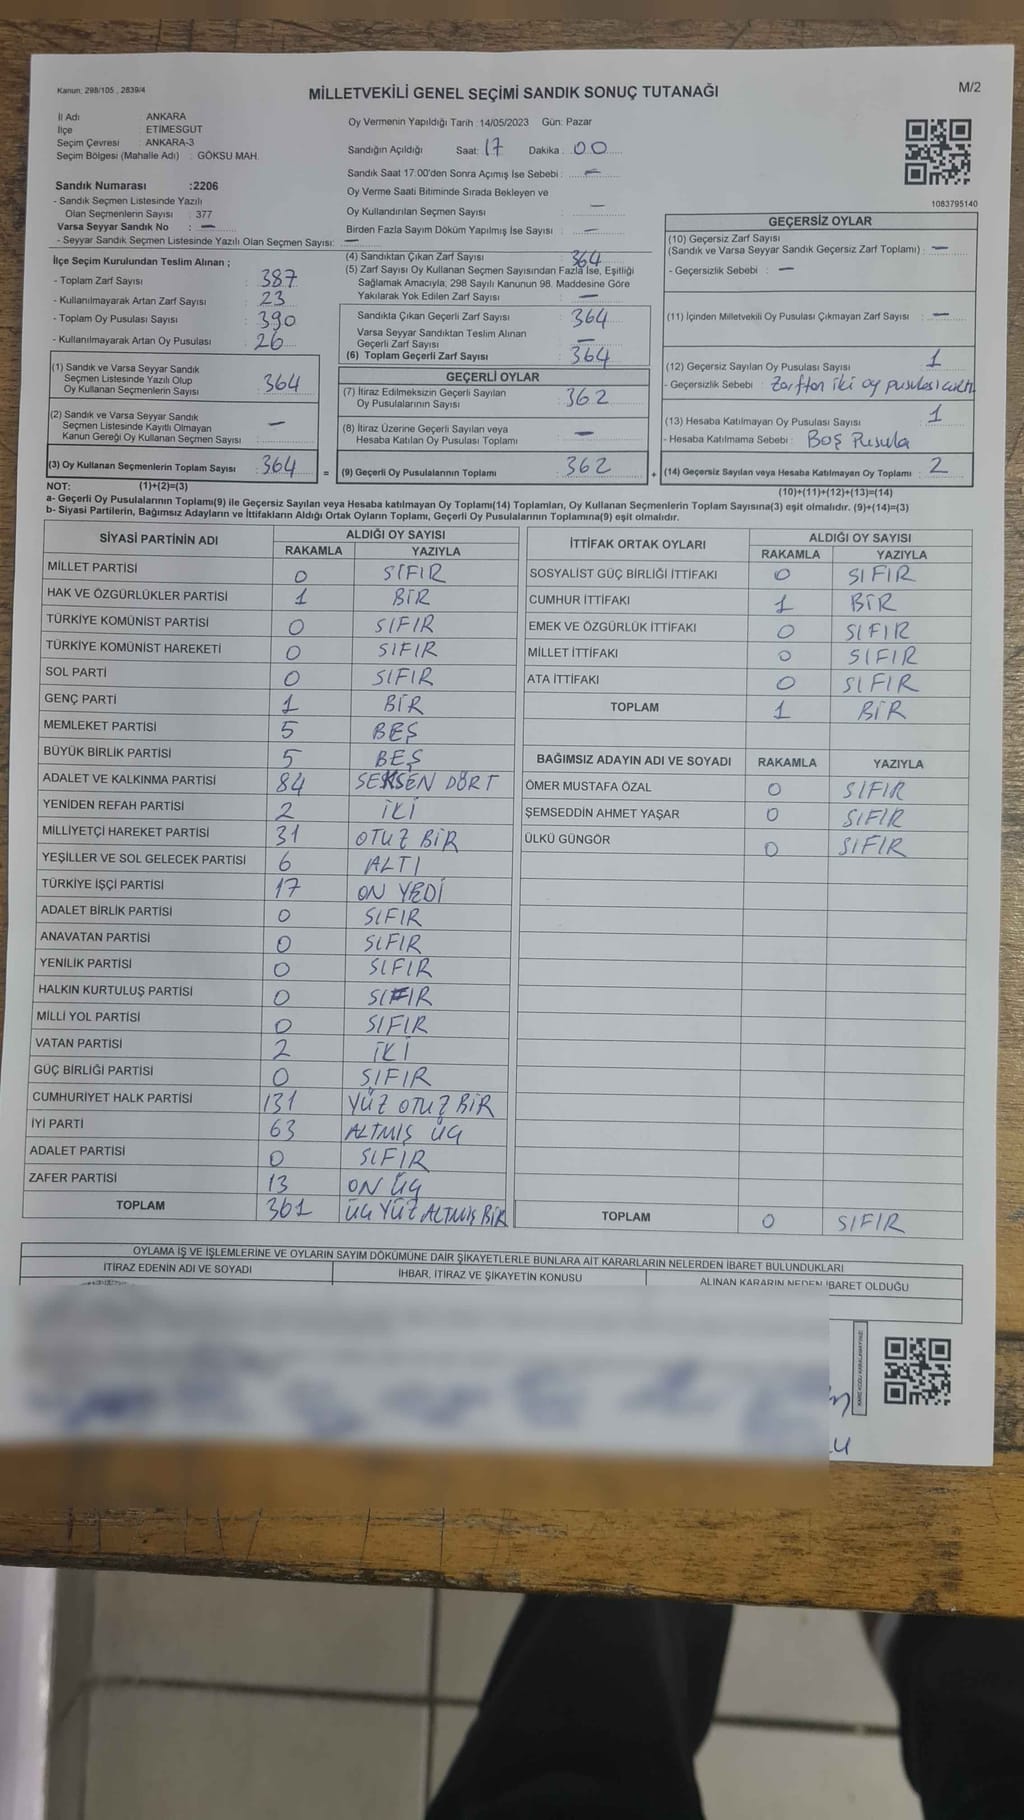 Kanun, 298/105 , 2839/4
MİLLETVEKİLİ GENEL SEÇİMİ SANDIK SONUÇ TUTANAĞI
M/2
İl Adı ANKARA
İlçe : ETİMESGUT
Seçim Çevresi : ANKARA-3
Seçim Bölgesi (Mahalle Adı) : GÖKSU MAH.
Sandık Numarası :2206
- Sandık Seçmen Listesinde Yazılı
Olan Seçmenlerin Sayısı : 377
Varsa Seyyar Sandık No : —
- Seyyar Sandık Seçmen Listesinde Yazılı Olan Seçmen Sayısı: —
İlçe Seçim Kurulundan Teslim Alınan ;
- Toplam Zarf Sayısı : 387
- Kullanılmayarak Artan Zarf Sayısı : 23
- Toplam Oy Pusulası Sayısı : 390
- Kullanılmayarak Artan Oy Pusulası : 26
(1) Sandık ve Varsa Seyyar Sandık
Seçmen Listesinde Yazılı Olup
Oy Kullanan Seçmenlerin Sayısı : 364
(2) Sandık ve Varsa Seyyar Sandık
Seçmen Listesinde Kayıtlı Olmayan
Kanun Gereği Oy Kullanan Seçmen Sayısı : —
(3) Oy Kullanan Seçmenlerin Toplam Sayısı : 364 =
Oy Vermenin Yapıldığı Tarih :14/05/2023 Gün: Pazar
Sandığın Açıldığı Saat: 17 Dakika : 00
Sandık Saat 17.00'den Sonra Açımış İse Sebebi : —
Oy Verme Saati Bitiminde Sırada Bekleyen ve
Oy Kullandırılan Seçmen Sayısı : —
Birden Fazla Sayım Döküm Yapılmış İse Sayısı : —
(4) Sandıktan Çıkan Zarf Sayısı : 364
(5) Zarf Sayısı Oy Kullanan Seçmen Sayısından Fazla İse, Eşitliği
Sağlamak Amacıyla, 298 Sayılı Kanunun 98. Maddesine Göre
Yakılarak Yok Edilen Zarf Sayısı : —
Sandıkta Çıkan Geçerli Zarf Sayısı : 364
Varsa Seyyar Sandıktan Teslim Alınan
Geçerli Zarf Sayısı : —
(6) Toplam Geçerli Zarf Sayısı : 364
GEÇERLİ OYLAR
(7) İtiraz Edilmeksizin Geçerli Sayılan
Oy Pusulalarının Sayısı : 362
(8) İtiraz Üzerine Geçerli Sayılan veya
Hesaba Katılan Oy Pusulası Toplamı : —
(9) Geçerli Oy Pusulalarının Toplamı : 362 +
1083795140
GEÇERSİZ OYLAR
(10) Geçersiz Zarf Sayısı
(Sandık ve Varsa Seyyar Sandık Geçersiz Zarf Toplamı) : —
- Geçersizlik Sebebi : —
(11) İçinden Milletvekili Oy Pusulası Çıkmayan Zarf Sayısı : —
(12) Geçersiz Sayılan Oy Pusulası Sayısı : 1
- Geçersizlik Sebebi : Zarftan iki oy pusulası
(13) Hesaba Katılmayan Oy Pusulası Sayısı : 1
- Hesaba Katılmama Sebebi : Boş Pusula
(14) Geçersiz Sayılan veya Hesaba Katılmayan Oy Toplamı : 2
NOT: (1)+(2)=(3)
(10)+(11)+(12)+(13)=(14)
a- Geçerli Oy Pusulalarının Toplamı(9) ile Geçersiz Sayılan veya Hesaba katılmayan Oy Toplamı(14) Toplamları, Oy Kullanan Seçmenlerin Toplam Sayısına(3) eşit olmalıdır. (9)+(14)=(3)
b- Siyasi Partilerin, Bağımsız Adayların ve İttifakların Aldığı Ortak Oyların Toplamı, Geçerli Oy Pusulalarının Toplamına(9) eşit olmalıdır.
SİYASİ PARTİNİN ADI ALDIĞI OY SAYISI
RAKAMLA YAZIYLA
MİLLET PARTİSİ 0 SIFIR
HAK VE ÖZGÜRLÜKLER PARTİSİ 1 BİR
TÜRKİYE KOMÜNİST PARTİSİ 0 SIFIR
TÜRKİYE KOMÜNİST HAREKETİ 0 SIFIR
SOL PARTİ 0 SIFIR
GENÇ PARTİ 1 BİR
MEMLEKET PARTİSİ 5 BEŞ
BÜYÜK BİRLİK PARTİSİ 5 BEŞ
ADALET VE KALKINMA PARTİSİ 84 SEKSEN DÖRT
YENİDEN REFAH PARTİSİ 2 İKİ
MİLLİYETÇİ HAREKET PARTİSİ 31 OTUZ BİR
YEŞİLLER VE SOL GELECEK PARTİSİ 6 ALTI
TÜRKİYE İŞÇİ PARTİSİ 17 ON YEDİ
ADALET BİRLİK PARTİSİ 0 SIFIR
ANAVATAN PARTİSİ 0 SIFIR
YENİLİK PARTİSİ 0 SIFIR
HALKIN KURTULUŞ PARTİSİ 0 SIFIR
MİLLİ YOL PARTİSİ 0 SIFIR
VATAN PARTİSİ 2 İKİ
GÜÇ BİRLİĞİ PARTİSİ 0 SIFIR
CUMHURİYET HALK PARTİSİ 131 YÜZ OTUZ BİR
İYİ PARTİ 63 ALTMIŞ ÜÇ
ADALET PARTİSİ 0 SIFIR
ZAFER PARTİSİ 13 ON ÜÇ
TOPLAM 361 ÜÇ YÜZ ALTMIŞ BİR
İTTİFAK ORTAK OYLARI ALDIĞI OY SAYISI
RAKAMLA YAZIYLA
SOSYALİST GÜÇ BİRLİĞİ İTTİFAKI 0 SIFIR
CUMHUR İTTİFAKI 1 BİR
EMEK VE ÖZGÜRLÜK İTTİFAKI 0 SIFIR
MİLLET İTTİFAKI 0 SIFIR
ATA İTTİFAKI 0 SIFIR
TOPLAM 1 BİR
BAĞIMSIZ ADAYIN ADI VE SOYADI RAKAMLA YAZIYLA
ÖMER MUSTAFA ÖZAL 0 SIFIR
ŞEMSEDDİN AHMET YAŞAR 0 SIFIR
ÜLKÜ GÜNGÖR 0 SIFIR
TOPLAM 0 SIFIR
OYLAMA İŞ VE İŞLEMLERİNE VE OYLARIN SAYIM DÖKÜMÜNE DAİR ŞİKAYETLERLE BUNLARA AİT KARARLARIN NELERDEN İBARET BULUNDUKLARI
İTİRAZ EDENİN ADI VE SOYADI İHBAR, İTİRAZ VE ŞİKAYETİN KONUSU ALINAN KARARIN NEDEN İBARET OLDUĞU